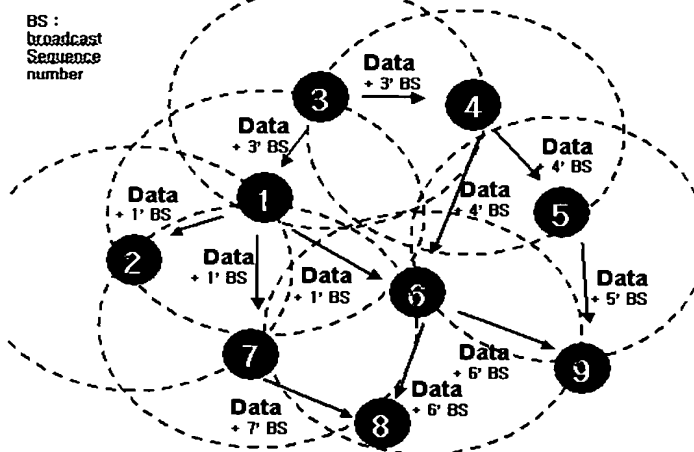 BS :
broadcast
Sequence
number
Data
+ 3' BS
3
4
Data
+ 3' BS
Data
+ 4' BS
Data
+ 1' BS
1
Data
+ 4' BS
5
2
Data
+ 1' BS
Data
+ 1' BS
6
Data
+ 5' BS
7
Data
+ 6' BS
9
Data
+ 7' BS
8
Data
+ 6' BS